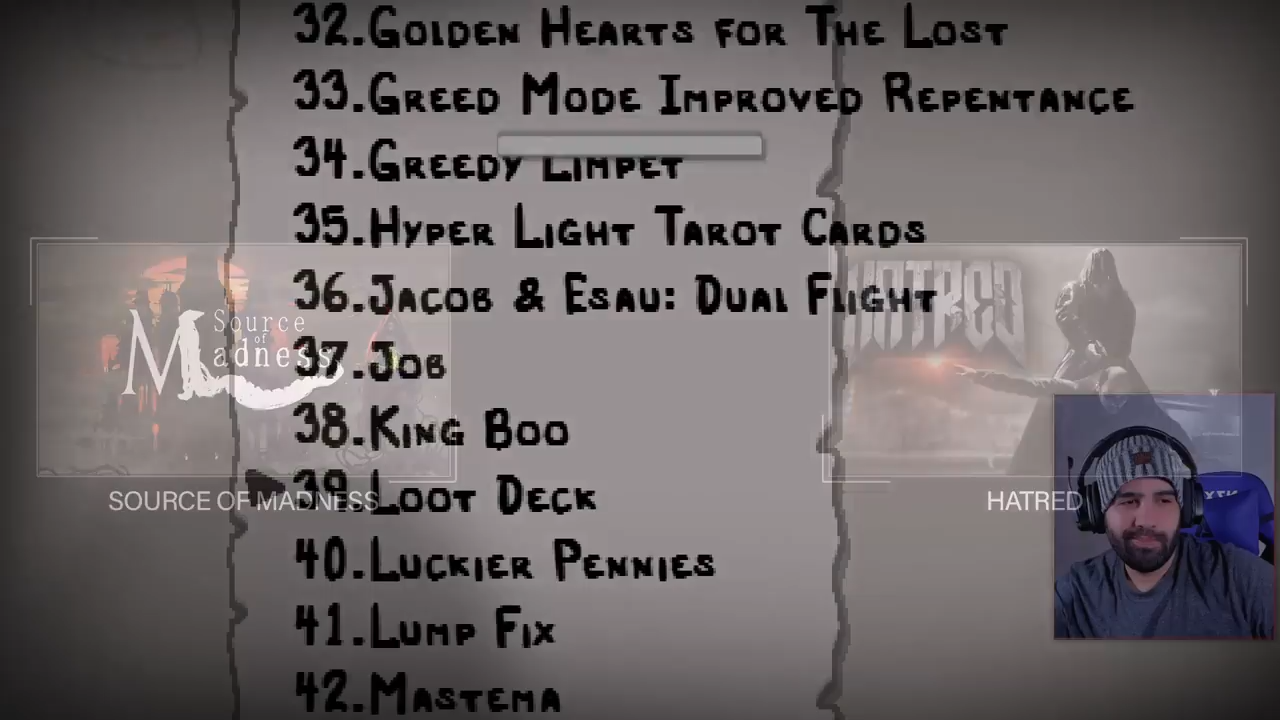 32.Golden Hearts for The Lost
33.Greed Mode Improved Repentance
34.Greedy Limpet
35.Hyper Light Tarot Cards
36.Jacob & Esau: Dual Flight
37.Job
38.King Boo
39.Loot Deck
40.Luckier Pennies
41.Lump Fix
42.Mastema
Source
of
Madness
SOURCE OF MADNESS
HATRED
HATRED